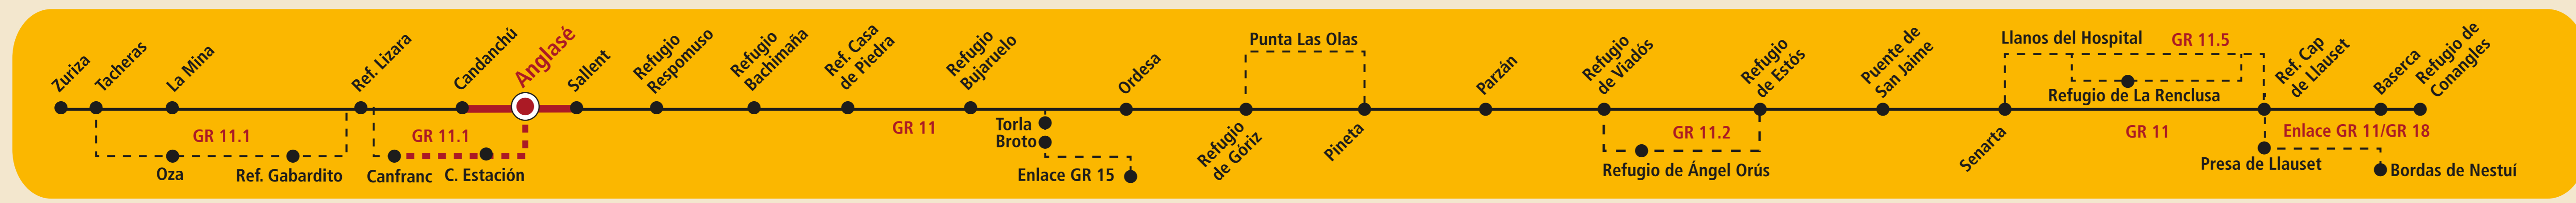 Zuriza
Tacheras
La Mina
Ref. Lizara
Candanchú
Anglasé
Sallent
Refugio
Respomuso
Refugio
Bachimaña
Ref. Casa
de Piedra
Refugio
Bujaruelo
Ordesa
Punta Las Olas
Parzán
Refugio
de Viadós
Refugio
de Estós
Puente de
San Jaime
Llanos del Hospital
GR 11.5
Refugio de La Renclusa
Ref. Cap
de Llauset
Baserca
Refugio de
Conangles
GR 11.1
Oza
Ref. Gabardito
GR 11.1
Canfranc
C. Estación
GR 11
Torla
Broto
Enlace GR 15
Refugio
de Góriz
Pineta
GR 11.2
Refugio de Ángel Orús
Senarta
GR 11
Enlace GR 11/GR 18
Presa de Llauset
Bordas de Nestuí